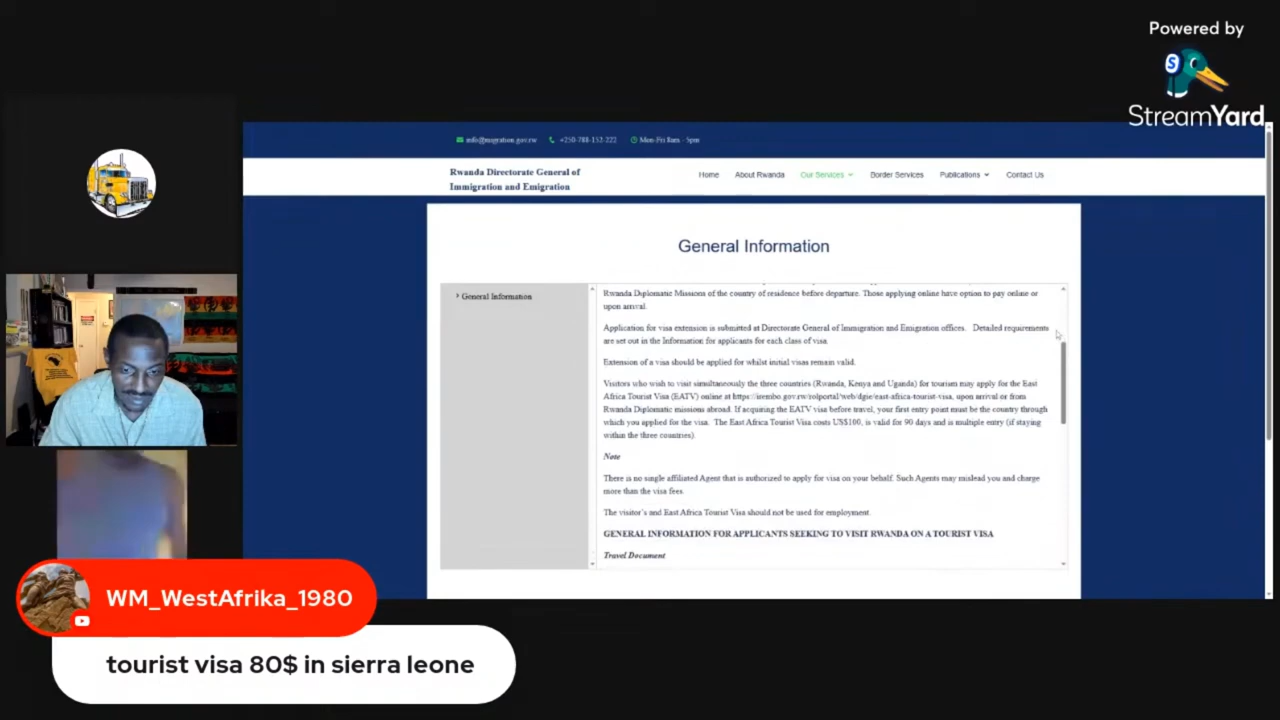 Powered by
StreamYard
info@migration.gov.rw +250-788-152-222 Mon-Fri 8am - 5pm
Rwanda Directorate General of
Immigration and Emigration
Home About Rwanda Our Services Border Services Publications Contact Us
General Information
General Information
Rwanda Diplomatic Missions of the country of residence before departure. Those applying online have option to pay online or
upon arrival.
Application for visa extension is submitted at Directorate General of Immigration and Emigration offices. Detailed requirements
are set out in the Information for applicants for each class of visa.
Extension of a visa should be applied for whilst initial visas remain valid.
Visitors who wish to visit simultaneously the three countries (Rwanda, Kenya and Uganda) for tourism may apply for the East
Africa Tourist Visa (EATV) online at https://irembo.gov.rw/rolportal/web/dgie/east-africa-tourist-visa, upon arrival or from
Rwanda Diplomatic missions abroad. If acquiring the EATV visa before travel, your first entry point must be the country through
which you applied for the visa. The East Africa Tourist Visa costs US$100, is valid for 90 days and is multiple entry (if staying
within the three countries).
Note
There is no single affiliated Agent that is authorized to apply for visa on your behalf. Such Agents may mislead you and charge
more than the visa fees.
The visitor's and East Africa Tourist Visa should not be used for employment.
GENERAL INFORMATION FOR APPLICANTS SEEKING TO VISIT RWANDA ON A TOURIST VISA
Travel Document
WM_WestAfrika_1980
tourist visa 80$ in sierra leone